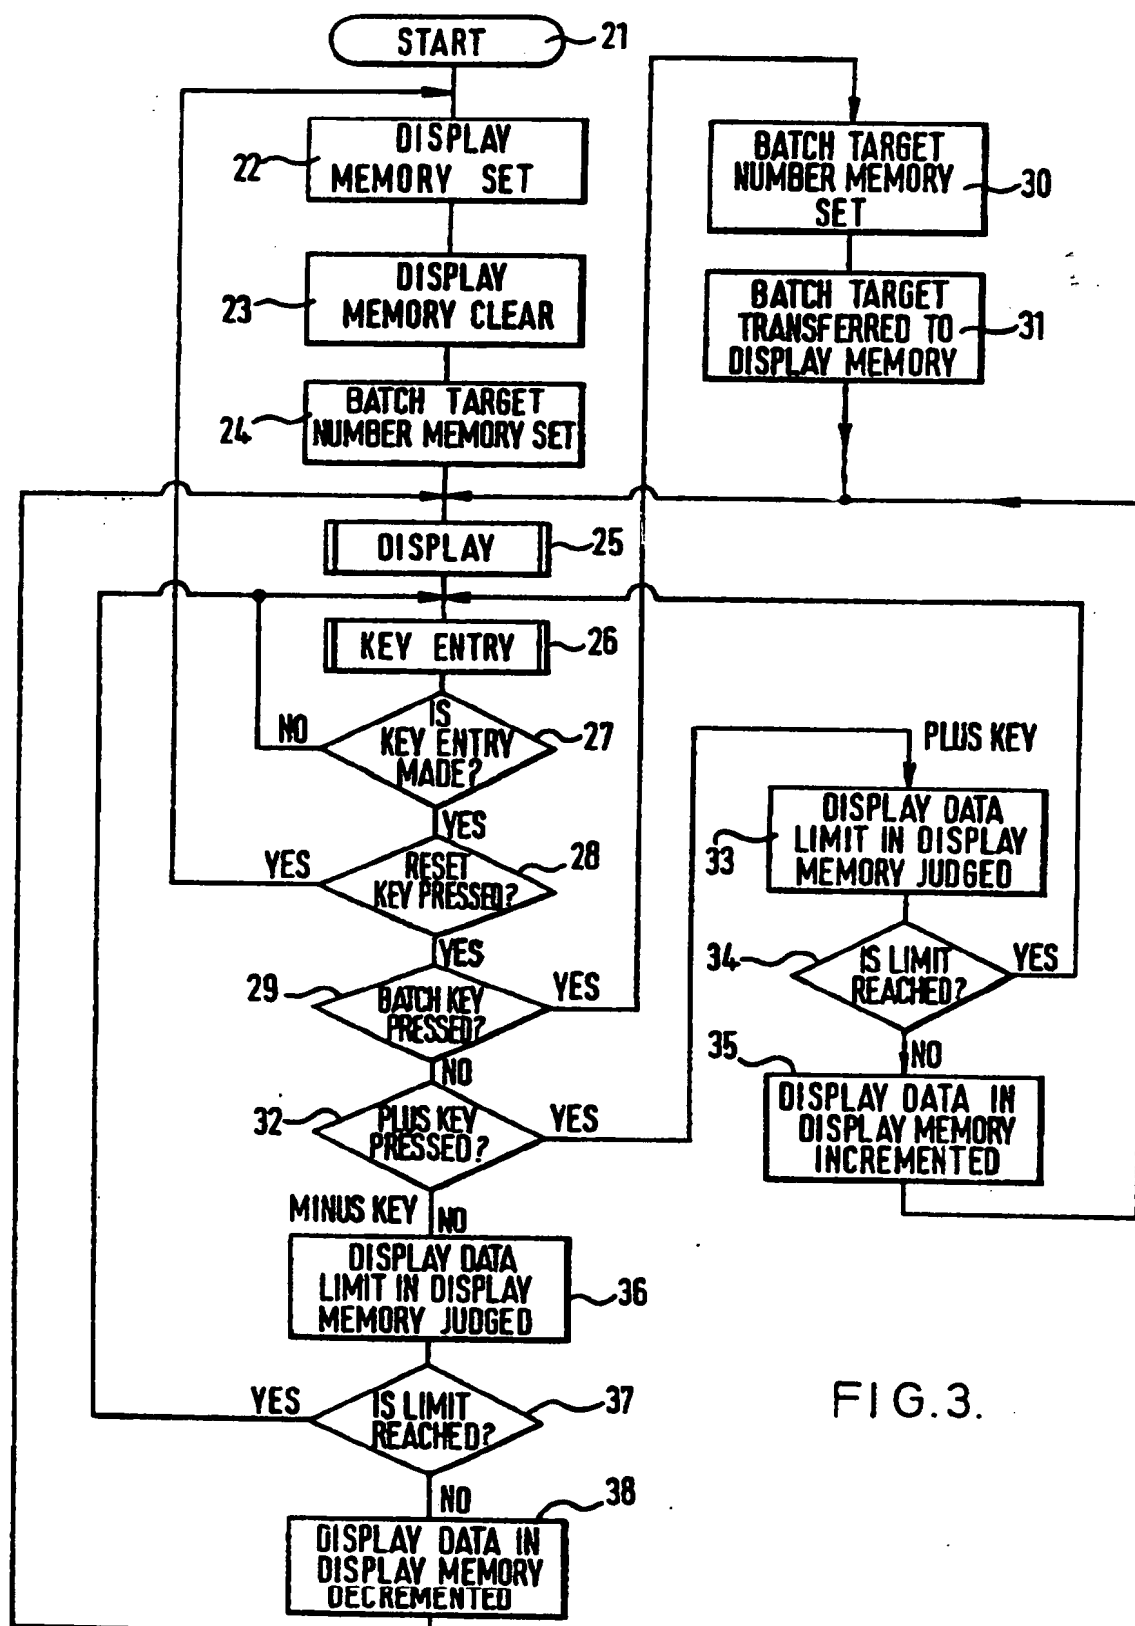 START
21
DISPLAY
MEMORY SET
22
DISPLAY
MEMORY CLEAR
23
BATCH TARGET
NUMBER MEMORY SET
24
DISPLAY
25
KEY ENTRY
26
IS
KEY ENTRY
MADE?
27
NO
YES
RESET
KEY PRESSED?
28
YES
YES
BATCH KEY
PRESSED?
29
YES
NO
BATCH TARGET
NUMBER MEMORY
SET
30
BATCH TARGET
TRANSFERRED TO
DISPLAY MEMORY
31
PLUS KEY
PRESSED?
32
YES
PLUS KEY
DISPLAY DATA
LIMIT IN DISPLAY
MEMORY JUDGED
33
IS LIMIT
REACHED?
34
YES
NO
35
DISPLAY DATA IN
DISPLAY MEMORY
INCREMENTED
MINUS KEY
NO
DISPLAY DATA
LIMIT IN DISPLAY
MEMORY JUDGED
36
IS LIMIT
REACHED?
37
YES
NO
38
DISPLAY DATA IN
DISPLAY MEMORY
DECREMENTED
FIG.3.